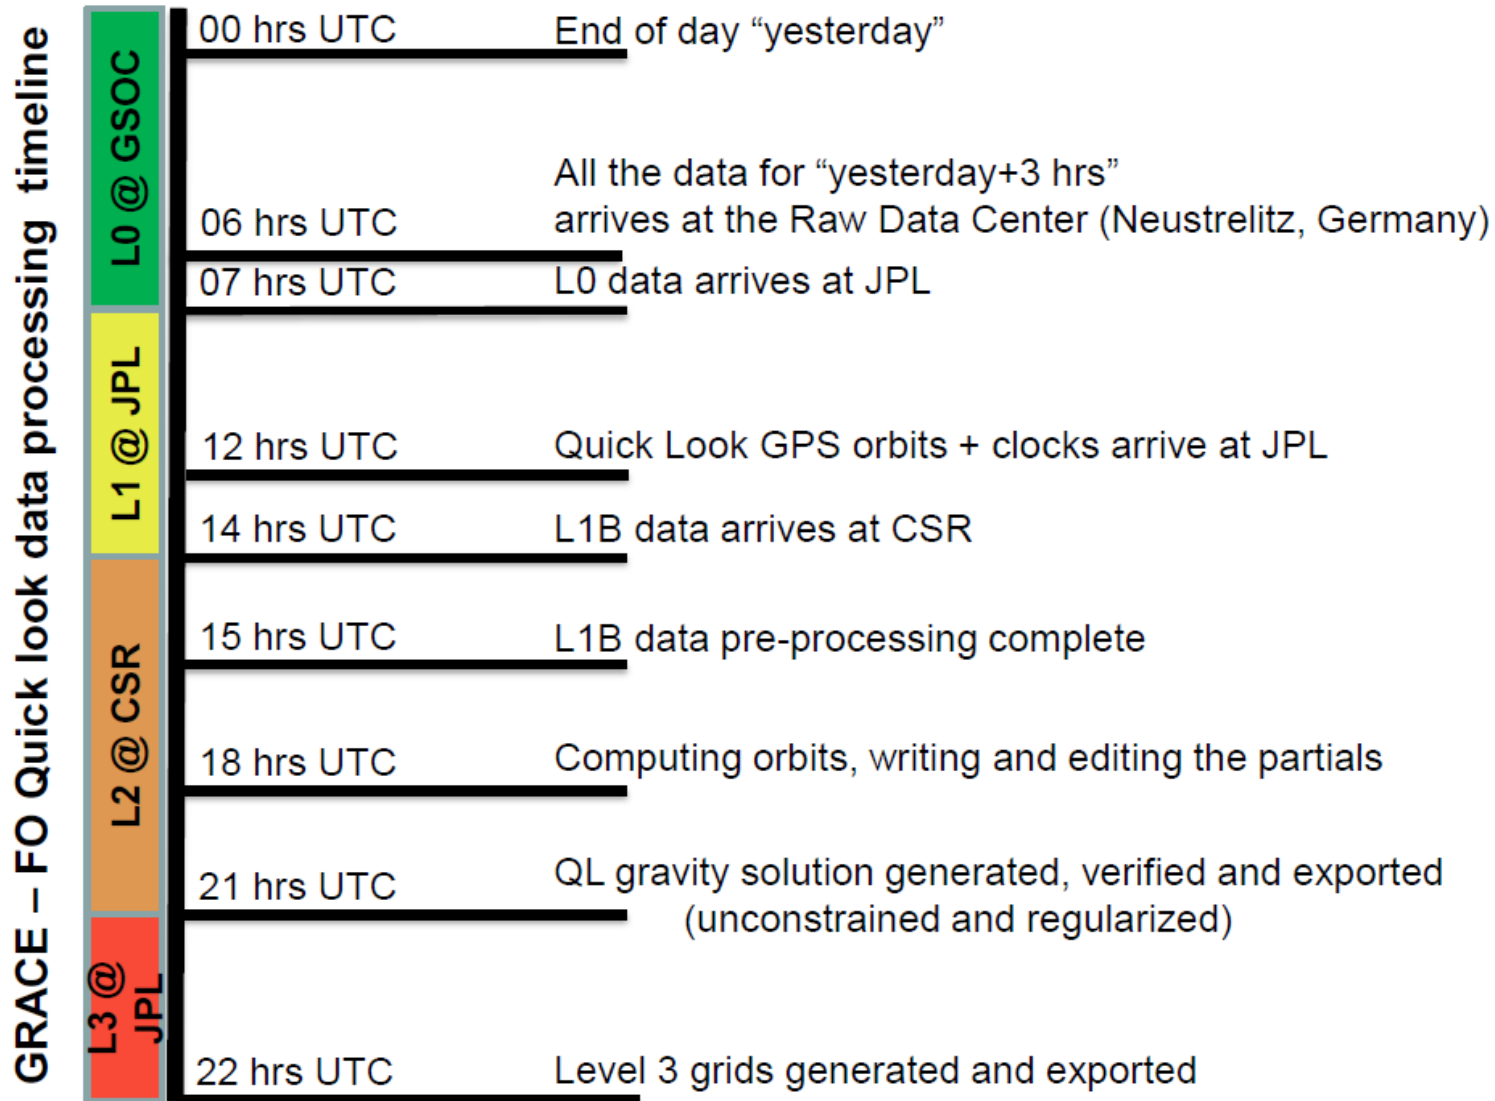 GRACE – FO Quick look data processing timeline
L0 @ GSOC
00 hrs UTC End of day “yesterday”
All the data for “yesterday+3 hrs”
06 hrs UTC arrives at the Raw Data Center (Neustrelitz, Germany)
07 hrs UTC L0 data arrives at JPL
L1 @ JPL
12 hrs UTC Quick Look GPS orbits + clocks arrive at JPL
14 hrs UTC L1B data arrives at CSR
L2 @ CSR
15 hrs UTC L1B data pre-processing complete
18 hrs UTC Computing orbits, writing and editing the partials
21 hrs UTC QL gravity solution generated, verified and exported
(unconstrained and regularized)
L3 @
JPL
22 hrs UTC Level 3 grids generated and exported